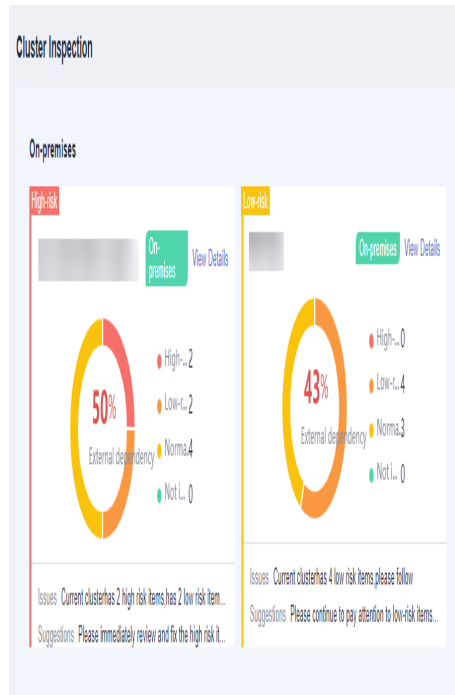 Cluster Inspection
On-premises
High-risk
On-
premises
View Details
50%
External dependency
High-... 2
Low-r... 2
Norma... 4
Not i... 0
Issues Current clusterhas 2 high risk items,has 2 low risk item...
Suggestions Please immediately review and fix the high risk it...
Low-risk
On-premises
View Details
43%
External dependency
High-... 0
Low-r... 4
Norma... 3
Not i... 0
Issues Current clusterhas 4 low risk items,please follow
Suggestions Please continue to pay attention to low-risk items...